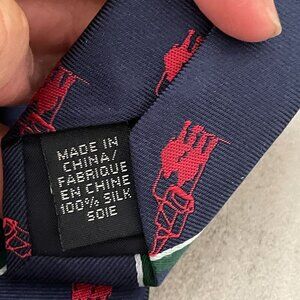 MADE IN
CHINA/
FABRIQUE
EN CHINE
100% SILK
SOIE